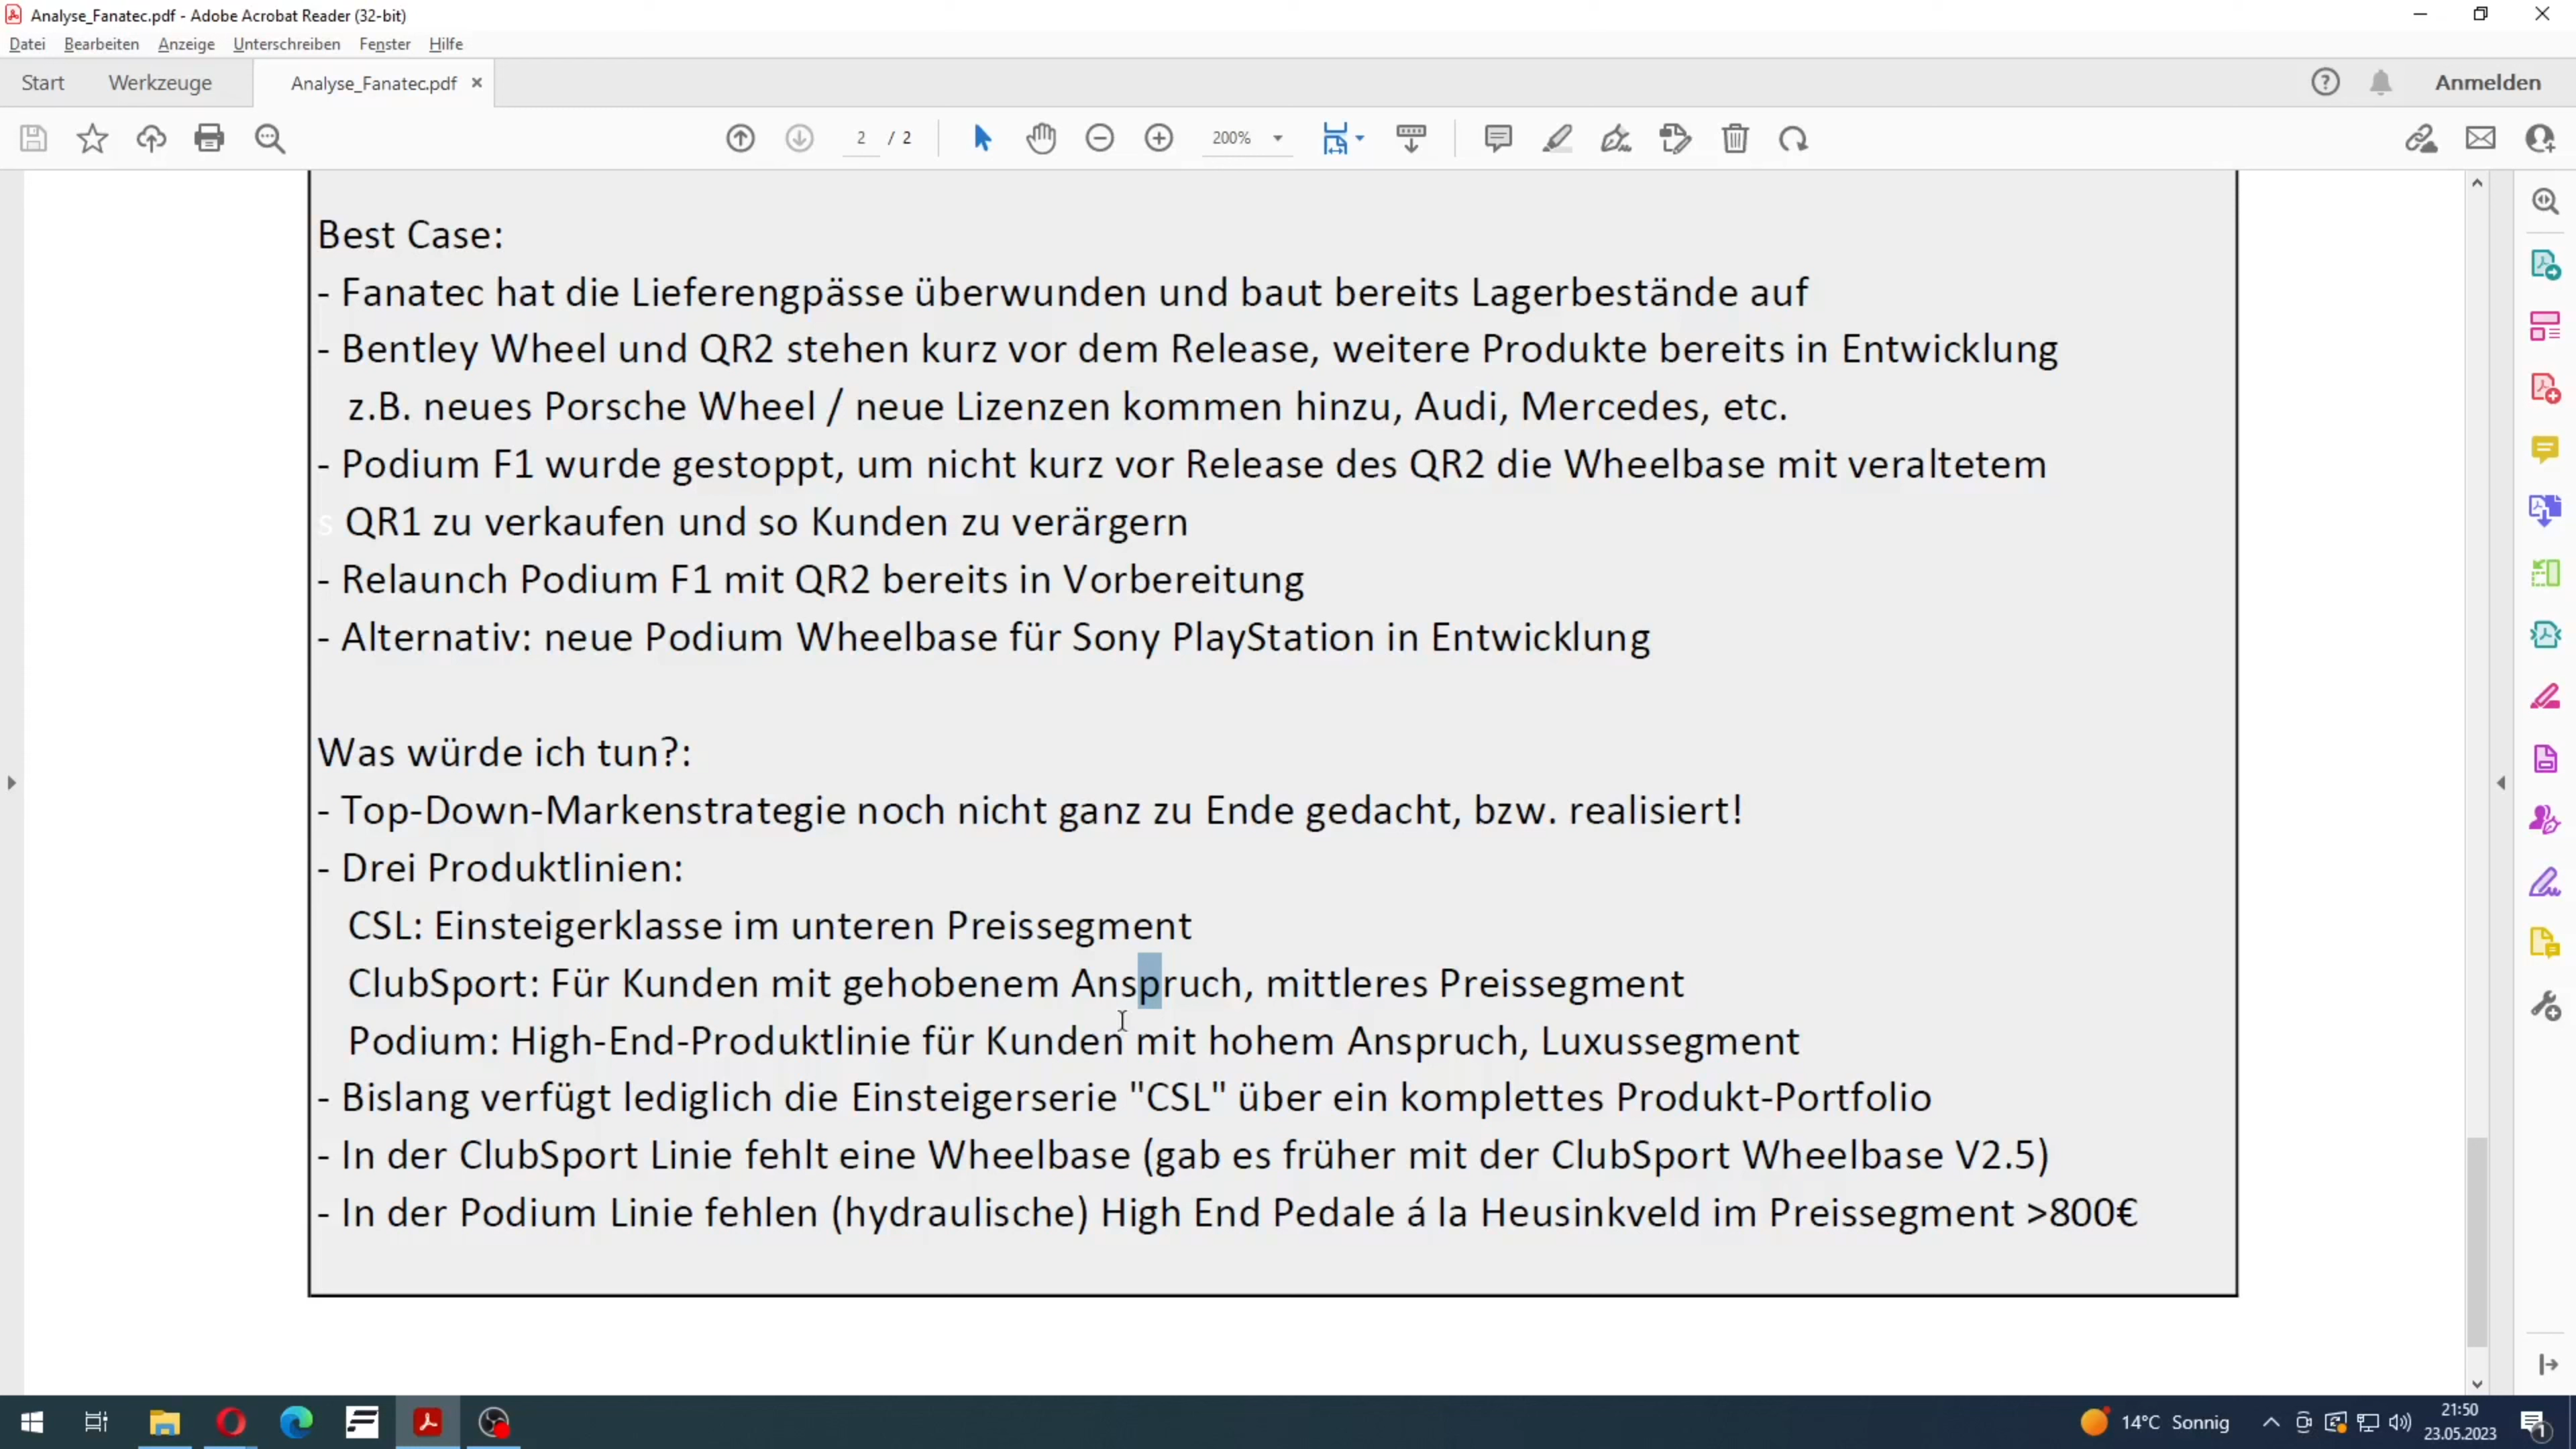 Analyse_Fanatec.pdf - Adobe Acrobat Reader (32-bit)
Datei Bearbeiten Anzeige Unterschreiben Fenster Hilfe
Start Werkzeuge Analyse_Fanatec.pdf × Anmelden
2 / 2 200%
Best Case:
- Fanatec hat die Lieferengpässe überwunden und baut bereits Lagerbestände auf
- Bentley Wheel und QR2 stehen kurz vor dem Release, weitere Produkte bereits in Entwicklung
z.B. neues Porsche Wheel / neue Lizenzen kommen hinzu, Audi, Mercedes, etc.
- Podium F1 wurde gestoppt, um nicht kurz vor Release des QR2 die Wheelbase mit veraltetem
s QR1 zu verkaufen und so Kunden zu verärgern
- Relaunch Podium F1 mit QR2 bereits in Vorbereitung
- Alternativ: neue Podium Wheelbase für Sony PlayStation in Entwicklung
Was würde ich tun?:
- Top-Down-Markenstrategie noch nicht ganz zu Ende gedacht, bzw. realisiert!
- Drei Produktlinien:
CSL: Einsteigerklasse im unteren Preissegment
ClubSport: Für Kunden mit gehobenem Anspruch, mittleres Preissegment
Podium: High-End-Produktlinie für Kunden mit hohem Anspruch, Luxussegment
- Bislang verfügt lediglich die Einsteigerserie "CSL" über ein komplettes Produkt-Portfolio
- In der ClubSport Linie fehlt eine Wheelbase (gab es früher mit der ClubSport Wheelbase V2.5)
- In der Podium Linie fehlen (hydraulische) High End Pedale á la Heusinkveld im Preissegment >800€
14°C Sonnig
21:50
23.05.2023
1